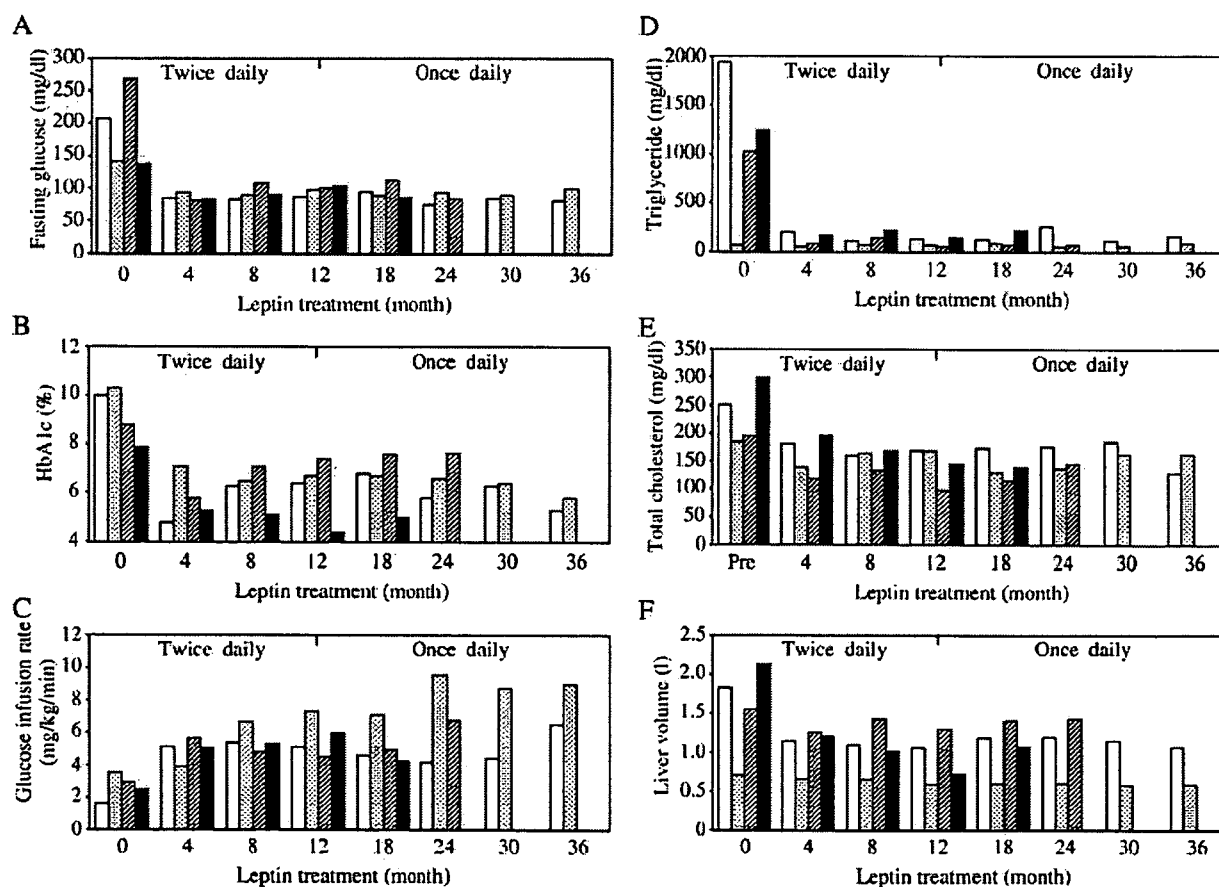 A
Fusting glucose (mg/dl)
300
250
200
150
100
50
0
Twice daily
Once daily
0 4 8 12 18 24 30 36
Leptin treatment (month)
B
HbA1c (%)
12
10
8
6
4
Twice daily
Once daily
0 4 8 12 18 24 30 36
Leptin treatment (month)
C
Glucose infusion rate
(mg/kg/min)
12
10
8
6
4
2
0
Twice daily
Once daily
0 4 8 12 18 24 30 36
Leptin treatment (month)
D
Triglyceride (mg/dl)
2000
1500
1000
500
0
Twice daily
Once daily
0 4 8 12 18 24 30 36
Leptin treatment (month)
E
Total cholesterol (mg/dl)
350
300
250
200
150
100
50
0
Twice daily
Once daily
Pre 4 8 12 18 24 30 36
Leptin treatment (month)
F
Liver volume (l)
2.5
2.0
1.5
1.0
0.5
0
Twice daily
Once daily
0 4 8 12 18 24 30 36
Leptin treatment (month)